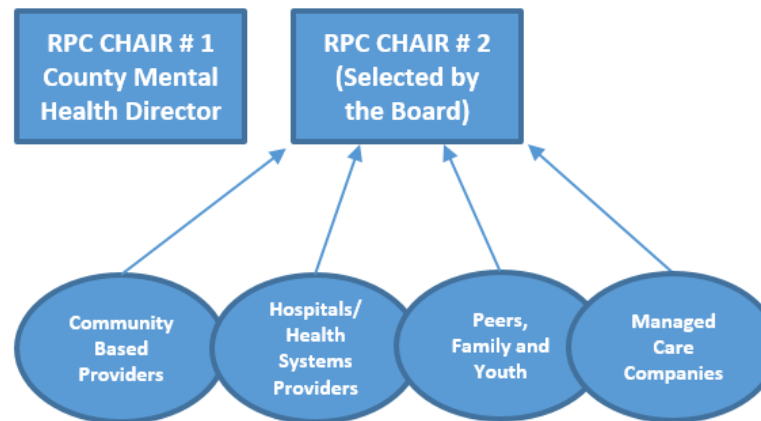 RPC CHAIR # 1
County Mental
Health Director
RPC CHAIR # 2
(Selected by
the Board)
Community
Based
Providers
Hospitals/
Health
Systems
Providers
Peers,
Family and
Youth
Managed
Care
Companies